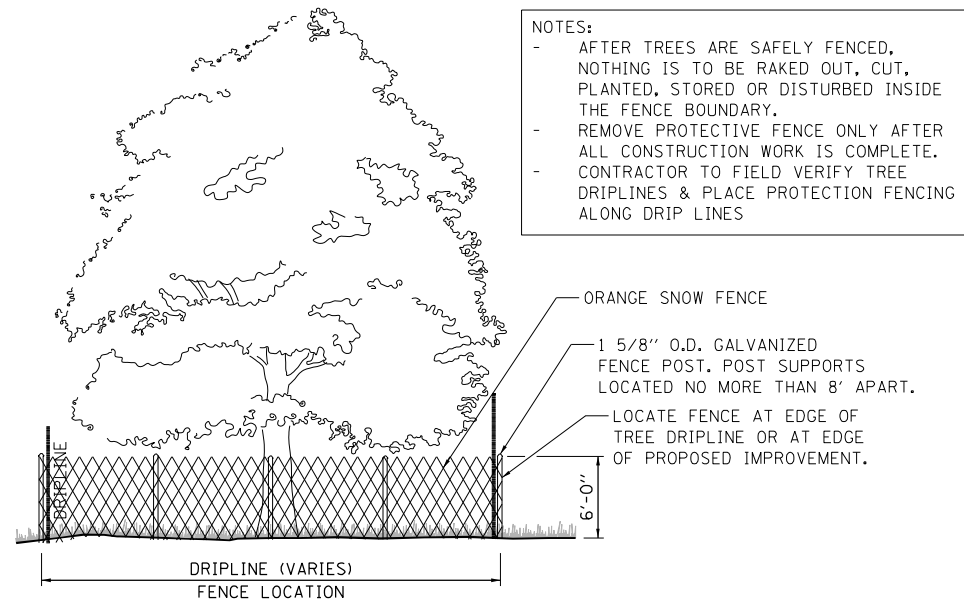 NOTES:
- AFTER TREES ARE SAFELY FENCED,
NOTHING IS TO BE RAKED OUT, CUT,
PLANTED, STORED OR DISTURBED INSIDE
THE FENCE BOUNDARY.
- REMOVE PROTECTIVE FENCE ONLY AFTER
ALL CONSTRUCTION WORK IS COMPLETE.
- CONTRACTOR TO FIELD VERIFY TREE
DRIPLINES & PLACE PROTECTION FENCING
ALONG DRIP LINES
ORANGE SNOW FENCE
1 5/8" O.D. GALVANIZED
FENCE POST. POST SUPPORTS
LOCATED NO MORE THAN 8' APART.
LOCATE FENCE AT EDGE OF
TREE DRIPLINE OR AT EDGE
OF PROPOSED IMPROVEMENT.
DRIPLINE
6'-0"
DRIPLINE (VARIES)
FENCE LOCATION